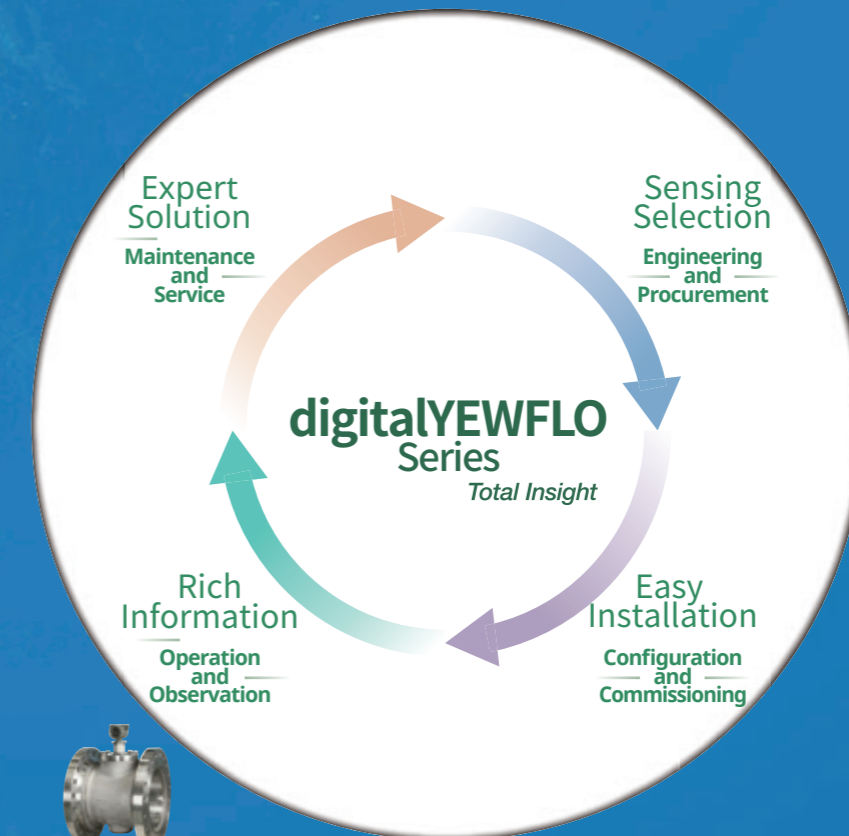 Expert
Solution
Maintenance
and
Service
Sensing
Selection
Engineering
and
Procurement
digitalYEWFLO
Series
Total Insight
Rich
Information
Operation
and
Observation
Easy
Installation
Configuration
and
Commissioning